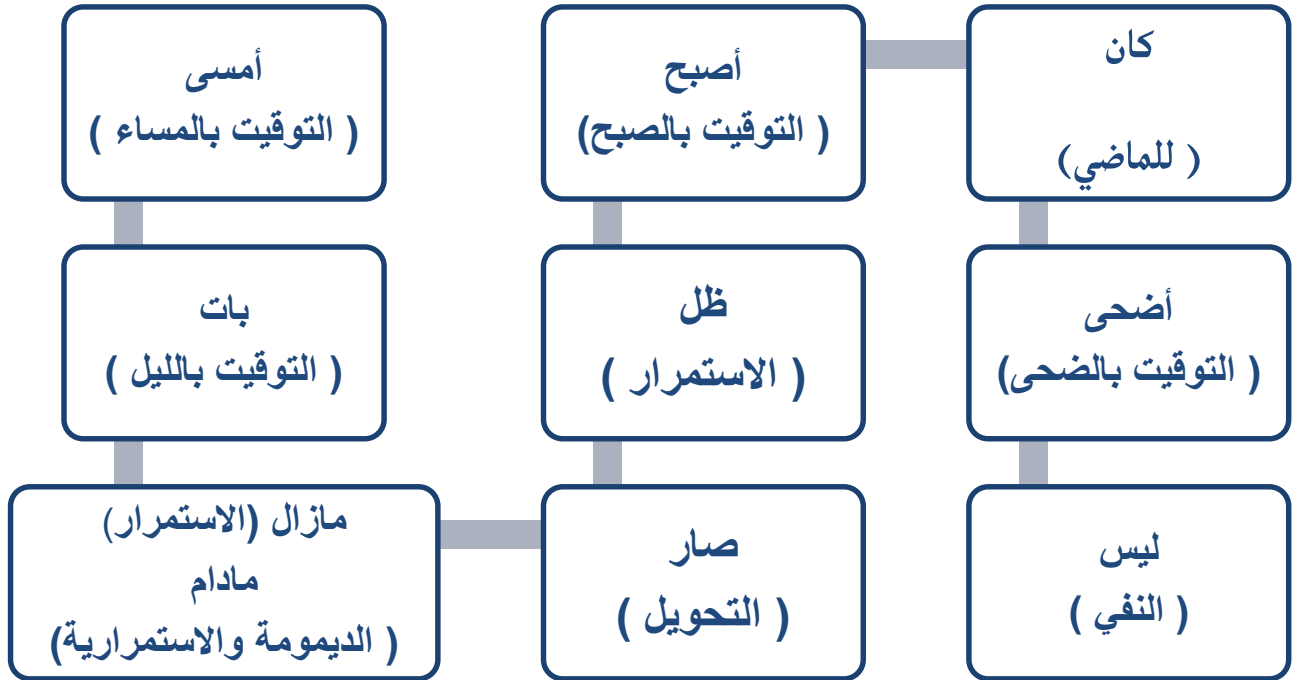 كان
( للماضي)
أصبح
( التوقيت بالصبح)
أمسى
( التوقيت بالمساء )
أضحى
( التوقيت بالضحى)
ظل
( الاستمرار )
بات
( التوقيت بالليل )
ليس
( النفي )
صار
( التحويل )
مازال (الاستمرار)
مادام
( الديمومة والاستمرارية)